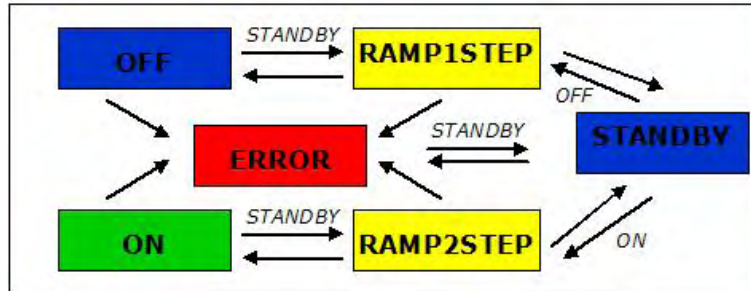 STANDBY
OFF
RAMP1STEP
OFF
STANDBY
STANDBY
ERROR
STANDBY
ON
RAMP2STEP
ON